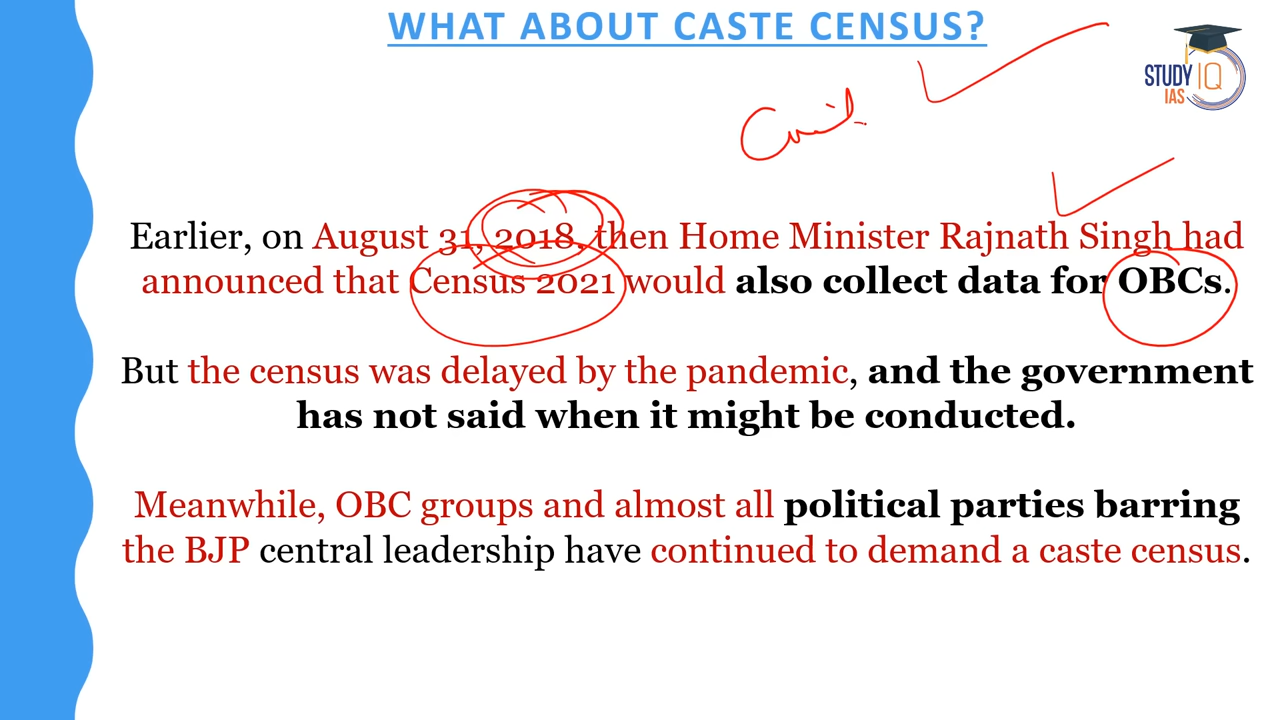 WHAT ABOUT CASTE CENSUS?
STUDY IQ
IAS
Earlier, on August 31, 2018, then Home Minister Rajnath Singh had
announced that Census 2021 would also collect data for OBCs.
But the census was delayed by the pandemic, and the government
has not said when it might be conducted.
Meanwhile, OBC groups and almost all political parties barring
the BJP central leadership have continued to demand a caste census.